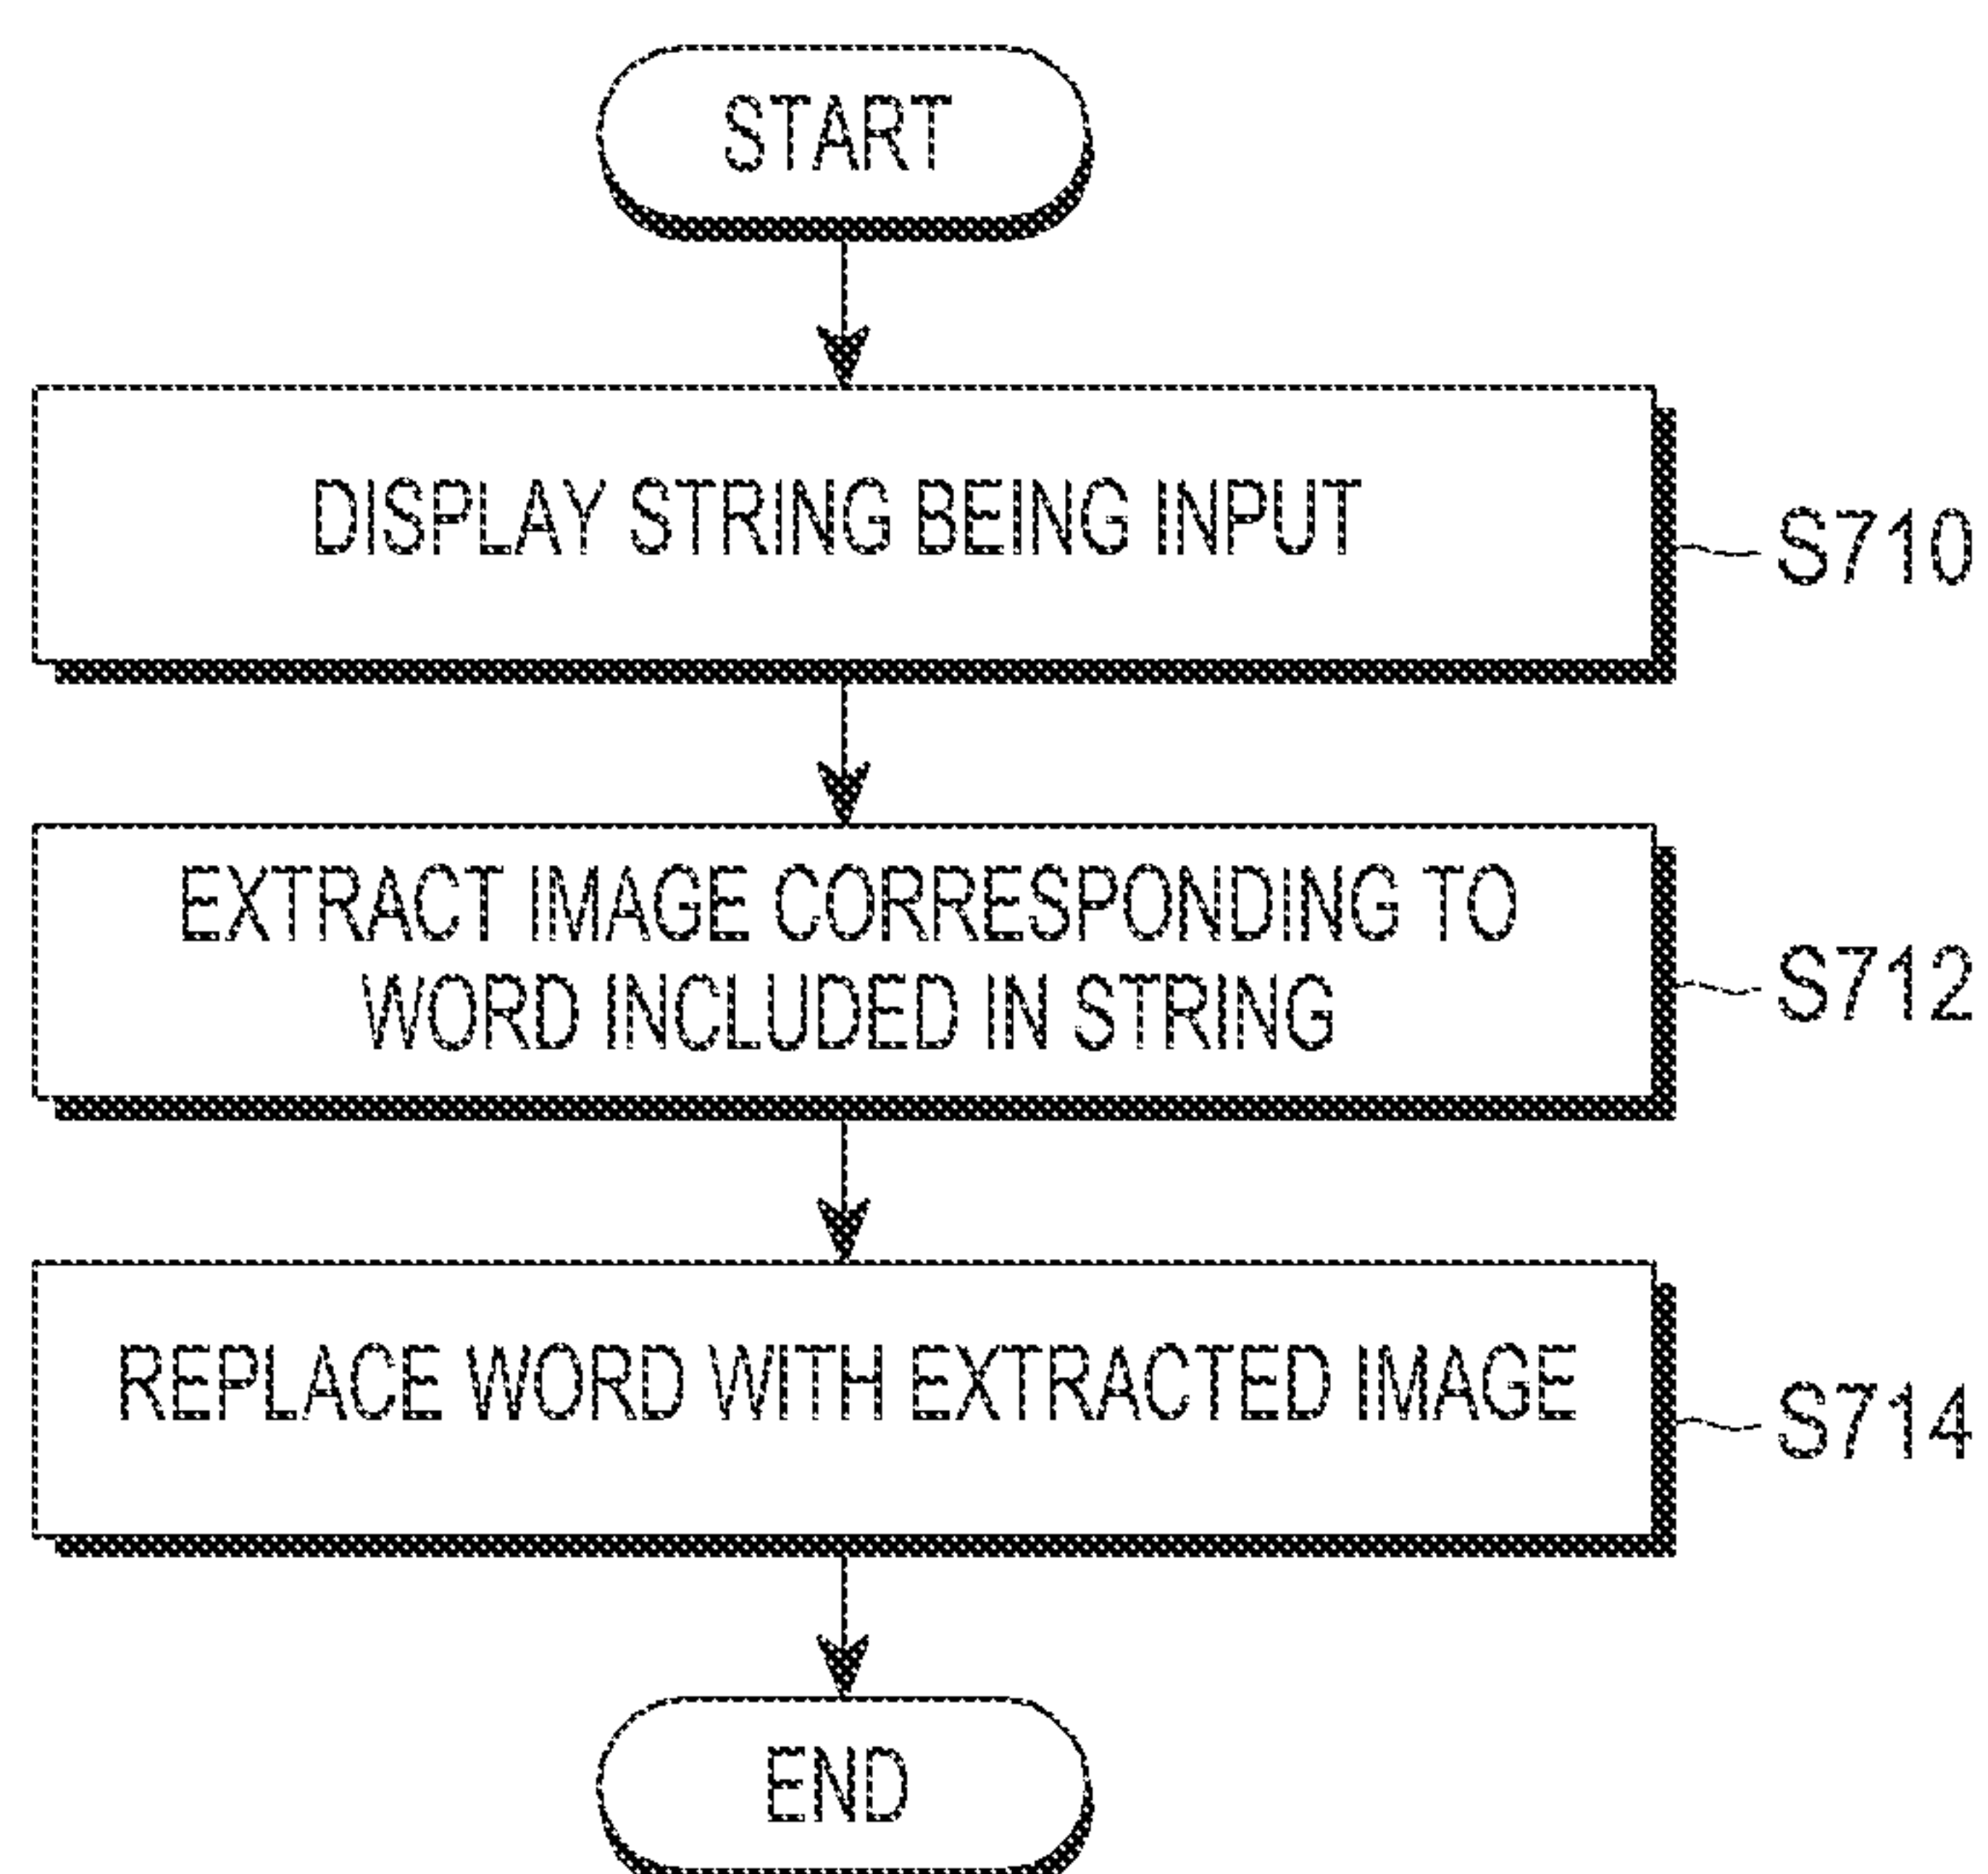 START
DISPLAY STRING BEING INPUT
S710
EXTRACT IMAGE CORRESPONDING TO
WORD INCLUDED IN STRING
S712
REPLACE WORD WITH EXTRACTED IMAGE
S714
END